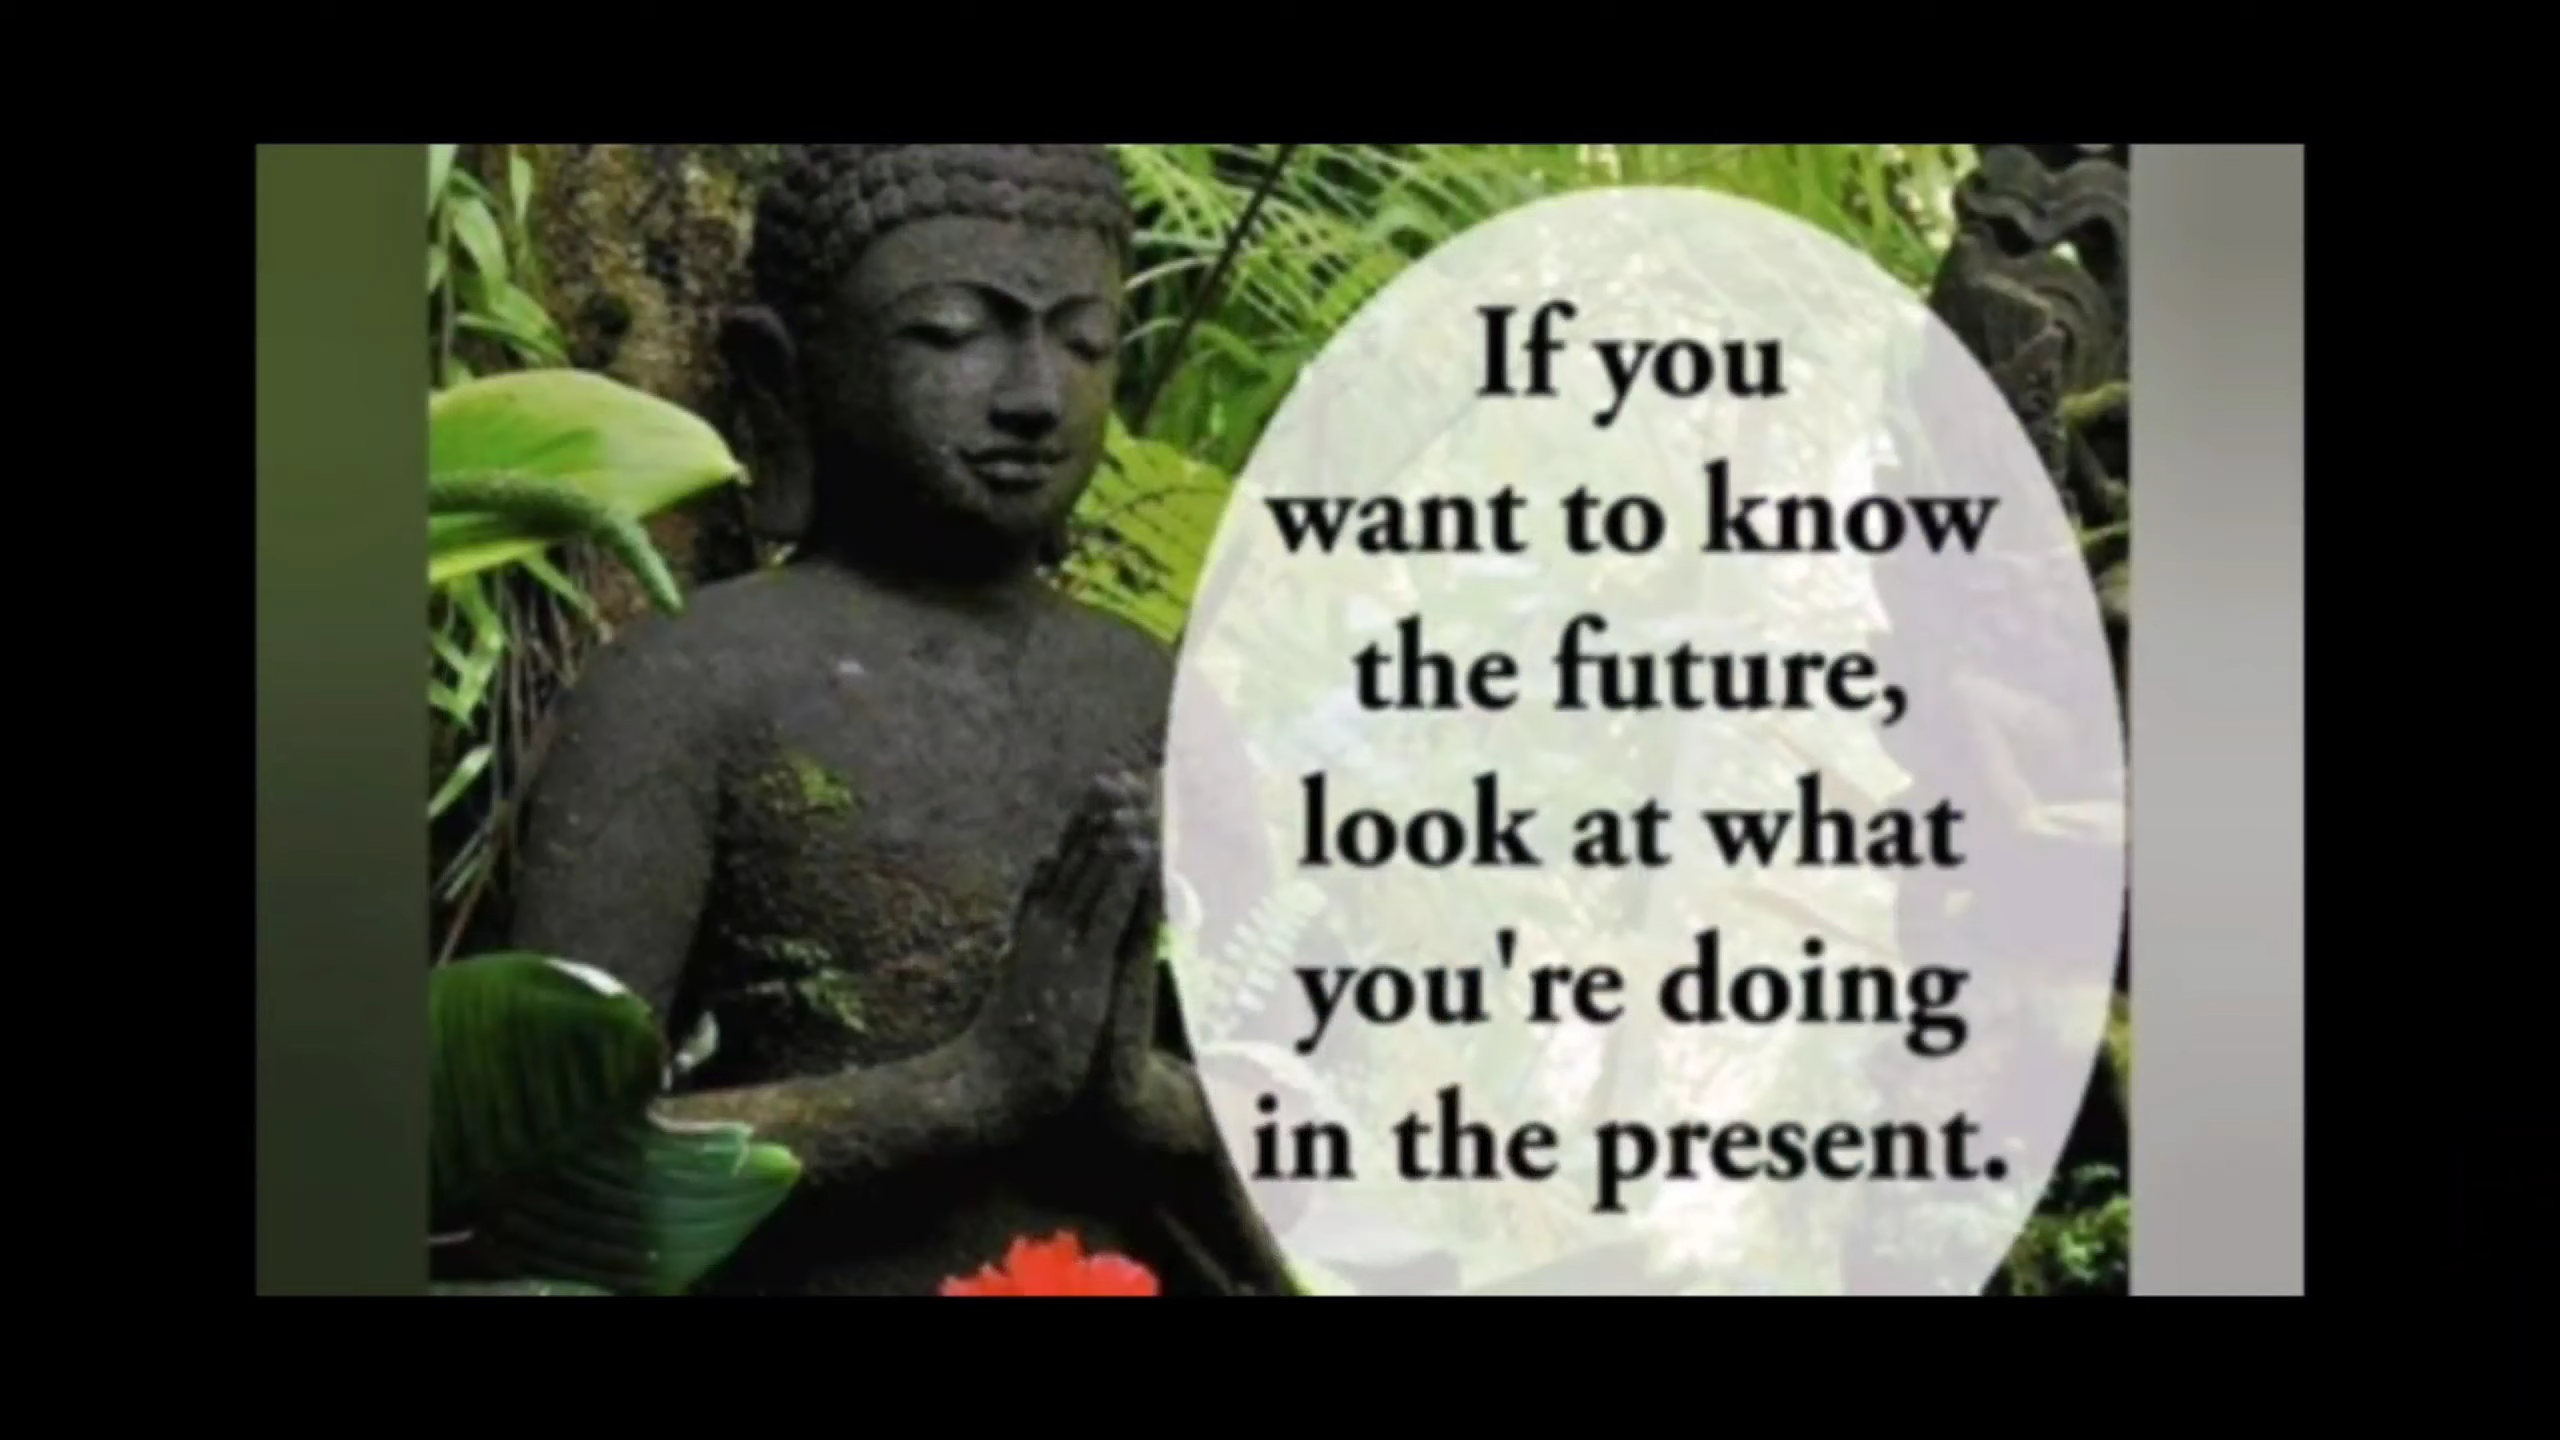 If you
want to know
the future,
look at what
you're doing
in the present.